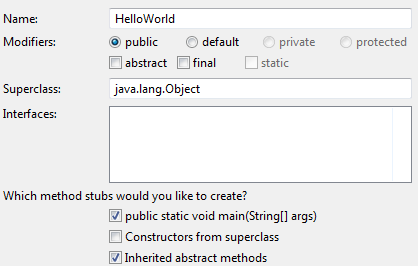 Name: HelloWorld
Modifiers: public default private protected
abstract final static
Superclass: java.lang.Object
Interfaces:
Which method stubs would you like to create?
public static void main(String[] args)
Constructors from superclass
Inherited abstract methods